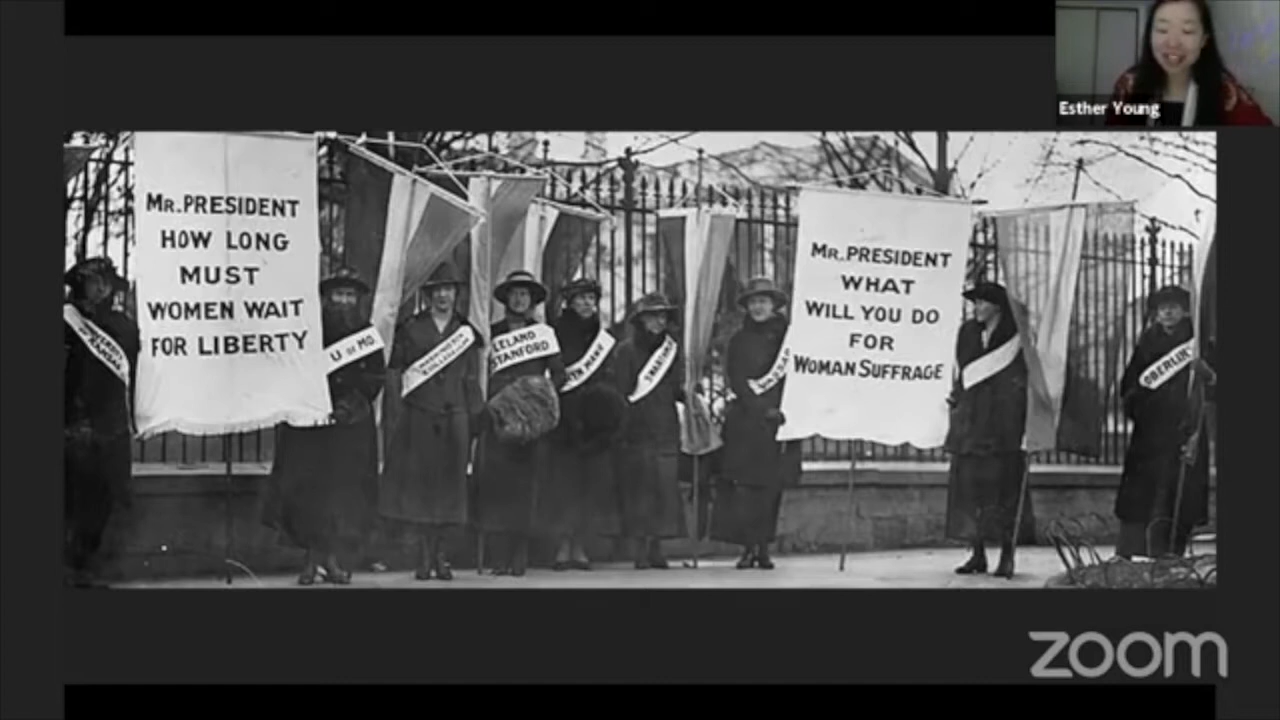 Esther Young
MR. PRESIDENT
HOW LONG
MUST
WOMEN WAIT
FOR LIBERTY
U OF MO.
LELAND
STANFORD
SWARTHMORE
MR. PRESIDENT
WHAT
WILL YOU DO
FOR
WOMAN SUFFRAGE
OBERLIN
zoom